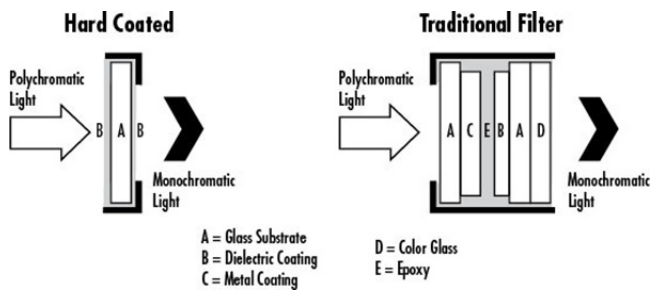 Hard Coated
Polychromatic
Light
B
A
B
Monochromatic
Light
Traditional Filter
Polychromatic
Light
A
C
E
B
A
D
Monochromatic
Light
A = Glass Substrate
B = Dielectric Coating
C = Metal Coating
D = Color Glass
E = Epoxy